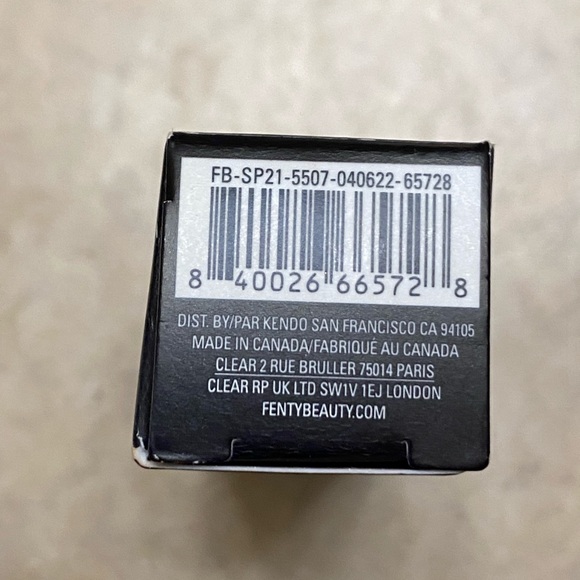 FB-SP21-5507-040622-65728
8 40026 66572 8
DIST. BY/PAR KENDO SAN FRANCISCO CA 94105
MADE IN CANADA/FABRIQUÉ AU CANADA
CLEAR 2 RUE BRULLER 75014 PARIS
CLEAR RP UK LTD SW1V 1EJ LONDON
FENTYBEAUTY.COM